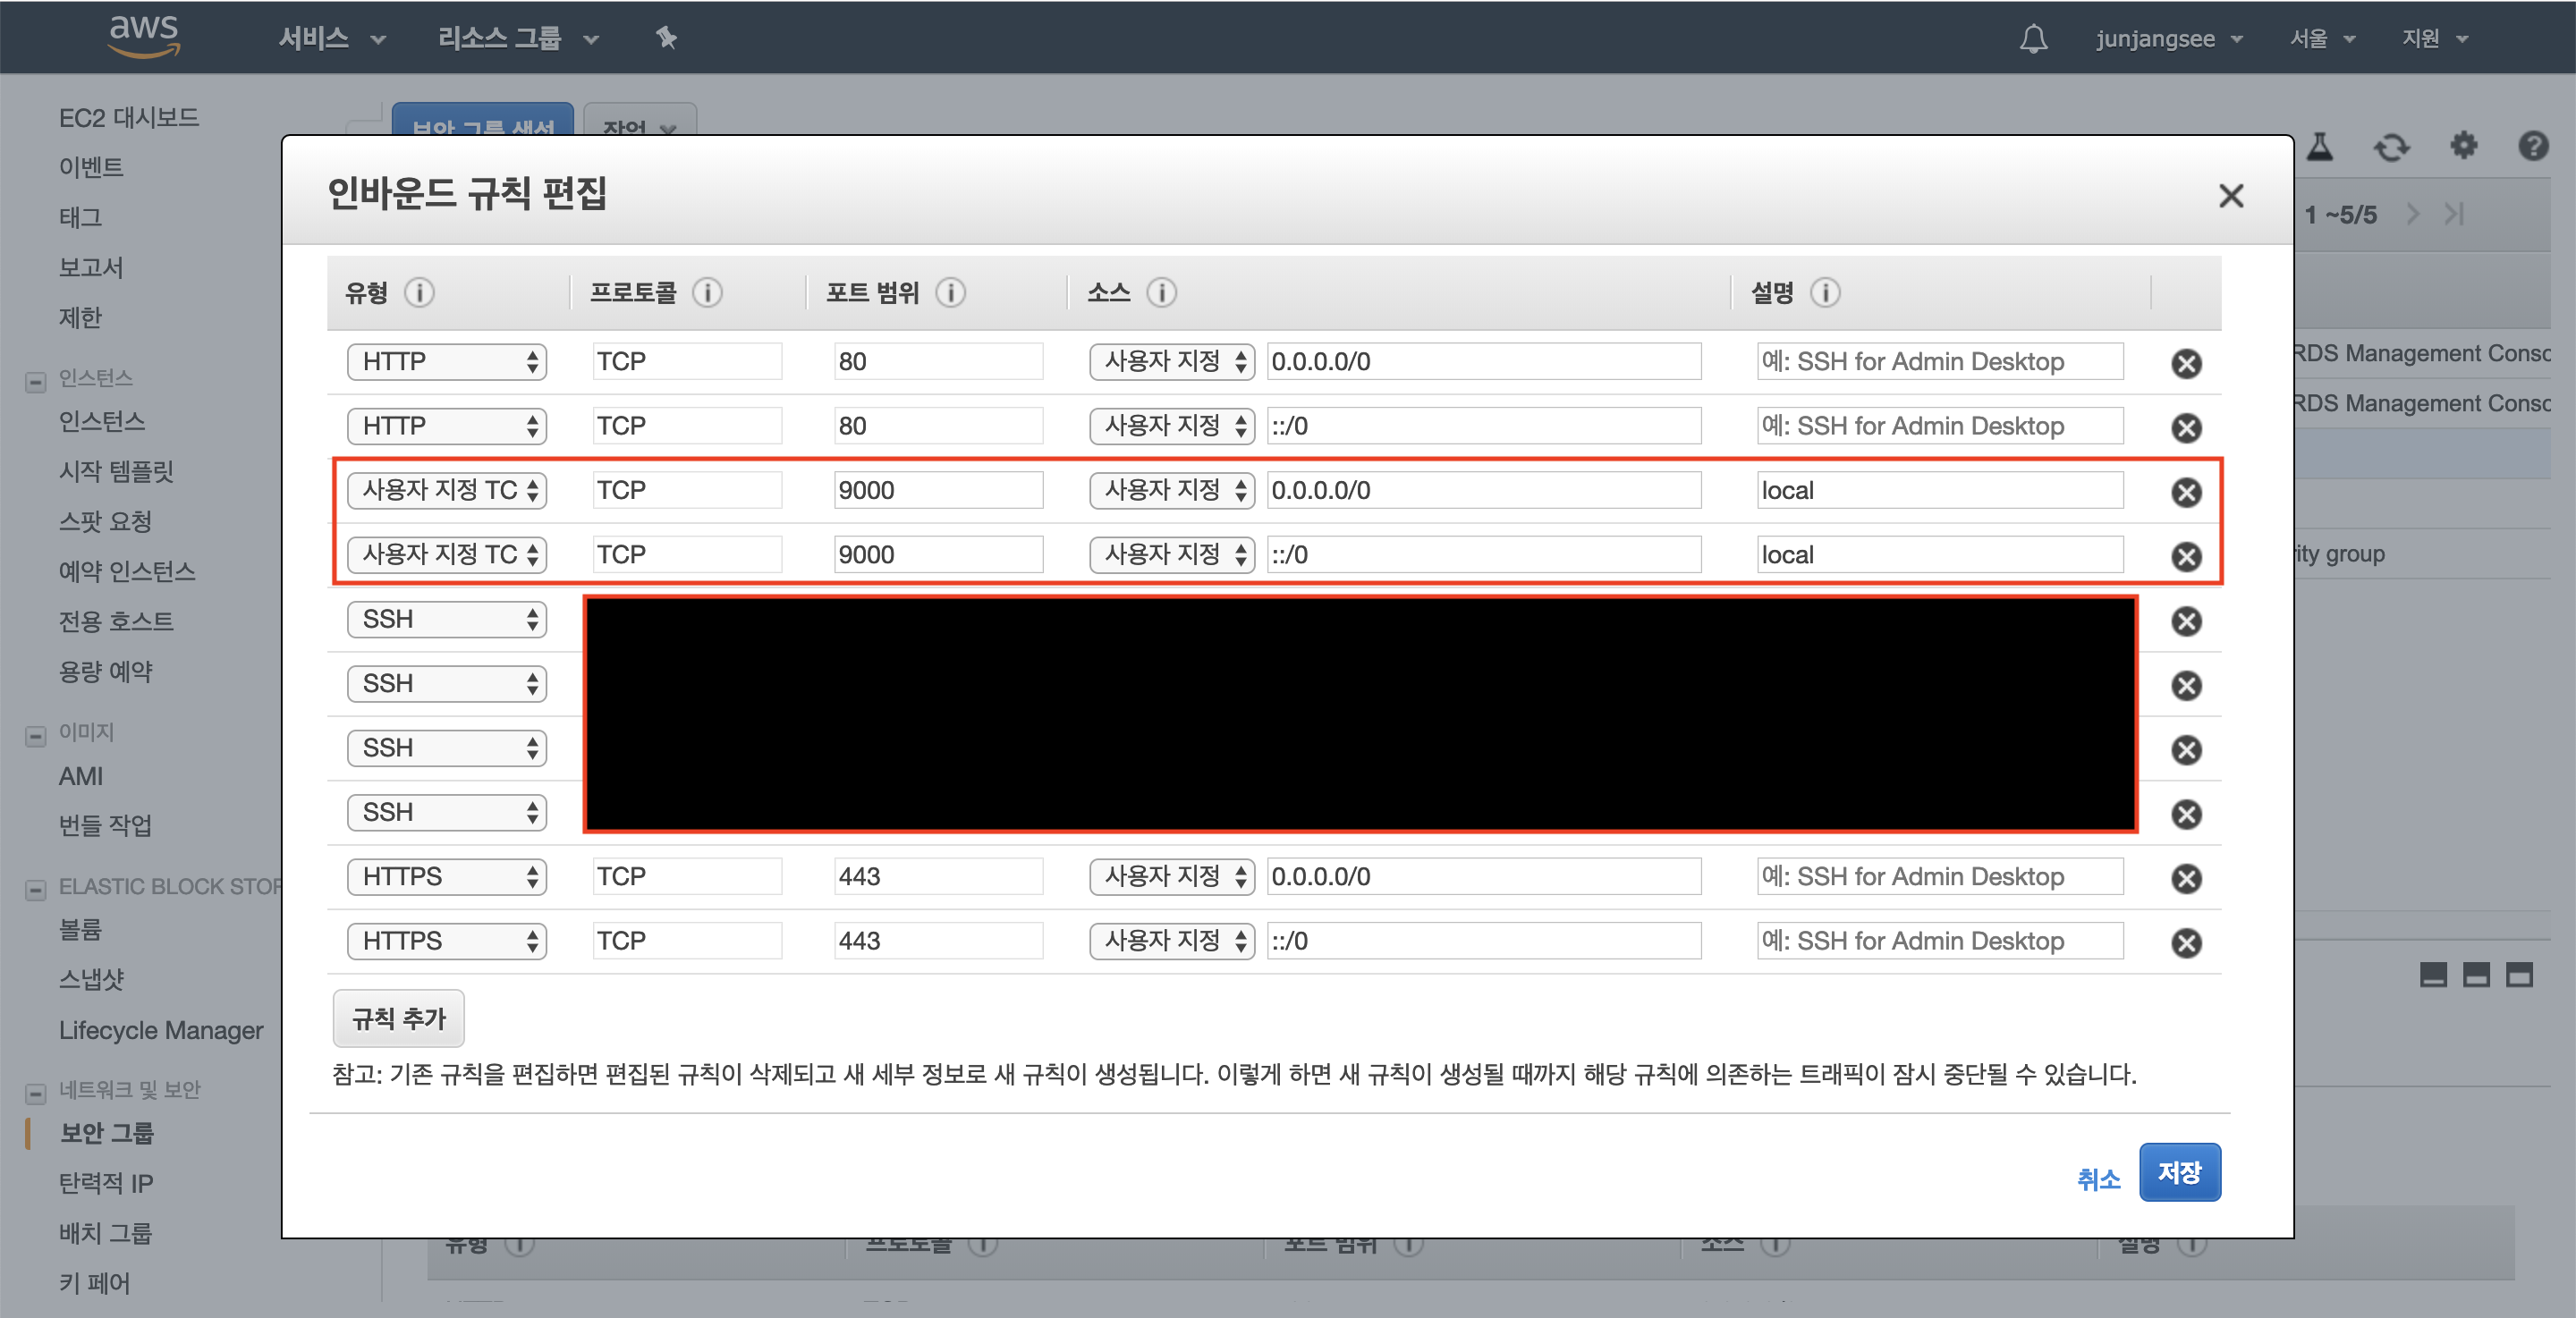 aws 서비스 리소스 그룹 junjangsee 서울 지원
EC2 대시보드
이벤트
태그
보고서
제한
인스턴스
인스턴스
시작 템플릿
스팟 요청
예약 인스턴스
전용 호스트
용량 예약
이미지
AMI
번들 작업
ELASTIC BLOCK STOR
볼륨
스냅샷
Lifecycle Manager
네트워크 및 보안
보안 그룹
탄력적 IP
배치 그룹
키 페어
보안 그룹 생성 작업
1 ~5/5
RDS Management Consc
RDS Management Consc
ity group
인바운드 규칙 편집
유형 프로토콜 포트 범위 소스 설명
HTTP TCP 80 사용자 지정 0.0.0.0/0 예: SSH for Admin Desktop
HTTP TCP 80 사용자 지정 ::/0 예: SSH for Admin Desktop
사용자 지정 TC TCP 9000 사용자 지정 0.0.0.0/0 local
사용자 지정 TC TCP 9000 사용자 지정 ::/0 local
SSH
SSH
SSH
SSH
HTTPS TCP 443 사용자 지정 0.0.0.0/0 예: SSH for Admin Desktop
HTTPS TCP 443 사용자 지정 ::/0 예: SSH for Admin Desktop
규칙 추가
참고: 기존 규칙을 편집하면 편집된 규칙이 삭제되고 새 세부 정보로 새 규칙이 생성됩니다. 이렇게 하면 새 규칙이 생성될 때까지 해당 규칙에 의존하는 트래픽이 잠시 중단될 수 있습니다.
취소 저장
유형 프로토콜 포트 범위 소스 설명